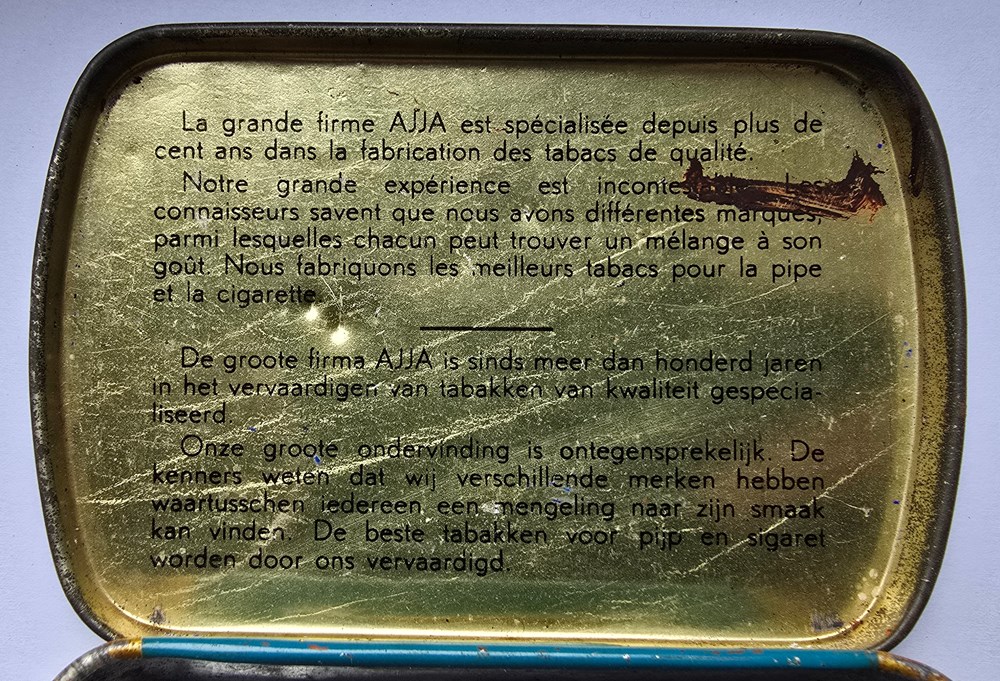 La grande firme AJJA est spécialisée depuis plus de
cent ans dans la fabrication des tabacs de qualité.
Notre grande expérience est Les
connaisseurs savent que nous avons différentes marques,
parmi lesquelles chacun peut trouver un mélange à son
goût. Nous fabriquons les meilleurs tabacs pour la pipe
et la cigarette.
De groote firma AJJA is sinds meer dan honderd jaren
in het vervaardigen van tabakken van kwaliteit gespecia-
liseerd.
Onze groote ondervinding is ontegensprekelijk. De
kenners weten dat wij verschillende merken hebben
waartusschen iedereen een mengeling naar zijn smaak
kan vinden. De beste tabakken voor pijp en sigaret
worden door ons vervaardigd.